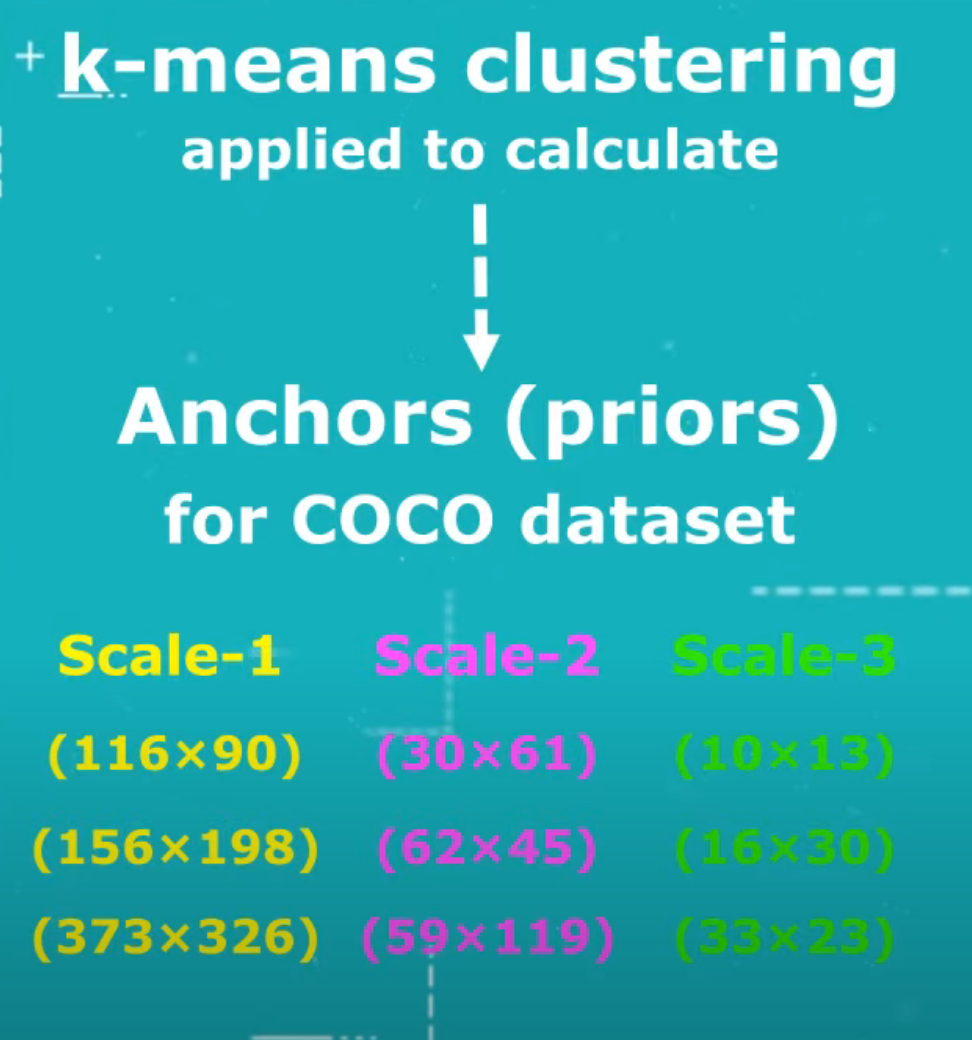 k-means clustering
applied to calculate
Anchors (priors)
for COCO dataset
Scale-1 Scale-2 Scale-3
(116×90) (30×61) (10×13)
(156×198) (62×45) (16×30)
(373×326) (59×119) (33×23)